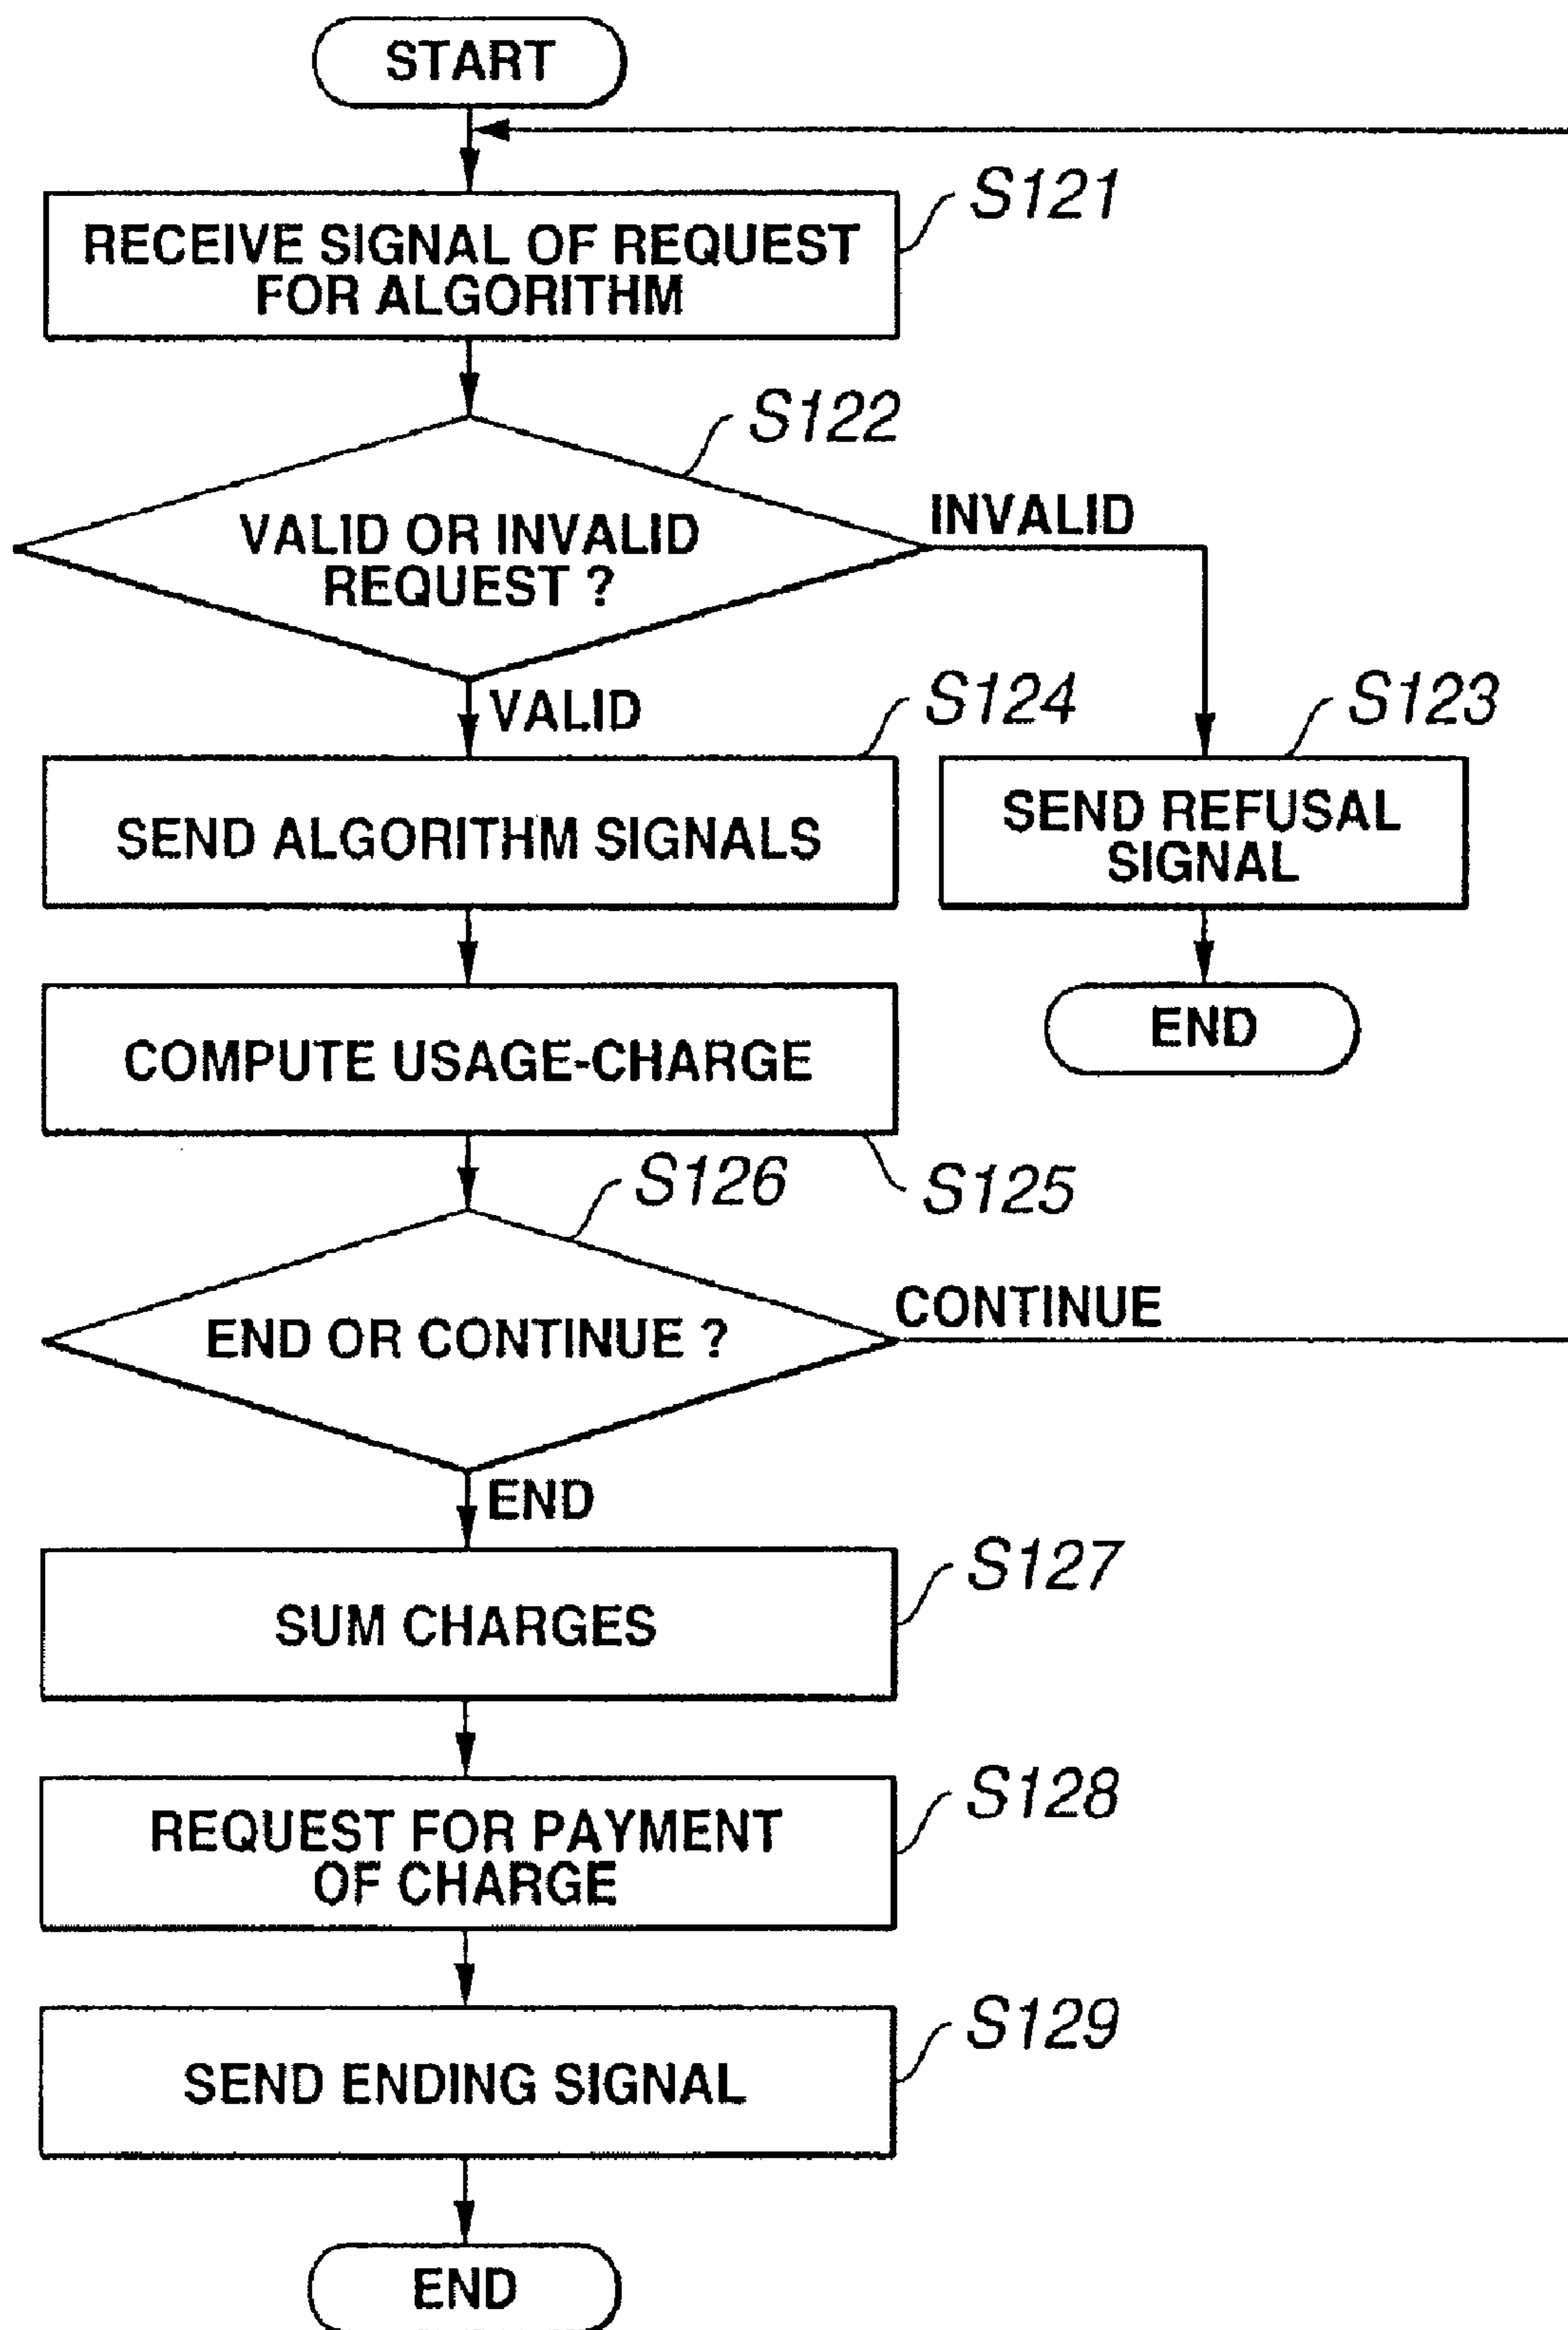 START
S121
RECEIVE SIGNAL OF REQUEST
FOR ALGORITHM
S122
VALID OR INVALID
REQUEST ?
INVALID
VALID
S124
S123
SEND ALGORITHM SIGNALS
SEND REFUSAL
SIGNAL
COMPUTE USAGE-CHARGE
END
S126
S125
END OR CONTINUE ?
CONTINUE
END
S127
SUM CHARGES
S128
REQUEST FOR PAYMENT
OF CHARGE
S129
SEND ENDING SIGNAL
END